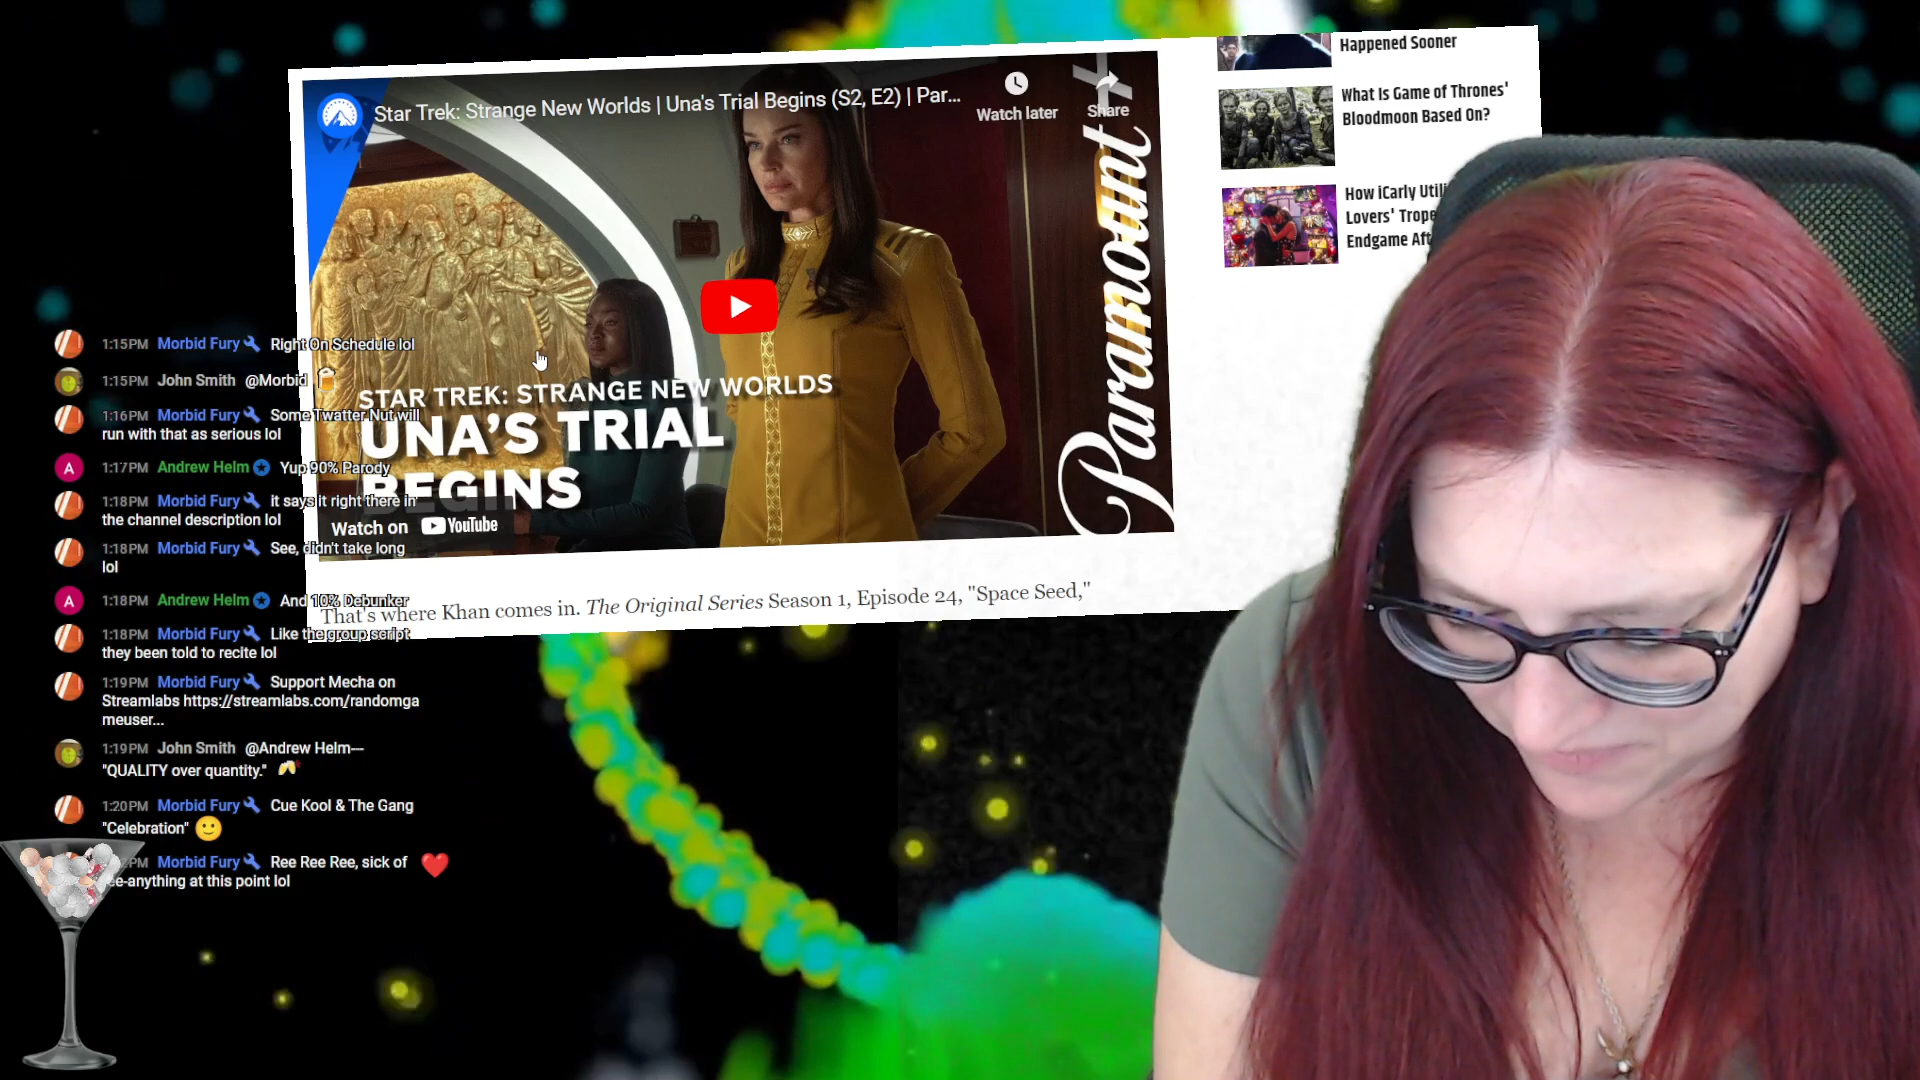 Star Trek: Strange New Worlds | Una's Trial Begins (S2, E2) | Par...
Watch later
Share
Paramount
STAR TREK: STRANGE NEW WORLDS
UNA'S TRIAL
BEGINS
Watch on YouTube
That's where Khan comes in. The Original Series Season 1, Episode 24, "Space Seed,"
Happened Sooner
What Is Game of Thrones'
Bloodmoon Based On?
How iCarly Utili
Lovers' Trope
Endgame Aft
1:15PM Morbid Fury Right On Schedule lol
1:15PM John Smith @Morbid
1:16PM Morbid Fury Some Twatter Nut will
run with that as serious lol
A 1:17PM Andrew Helm Yup 90% Parody
1:18PM Morbid Fury it says it right there in
the channel description lol
1:18PM Morbid Fury See, didn't take long
lol
A 1:18PM Andrew Helm And 10% Debunker
1:18PM Morbid Fury Like the group script
they been told to recite lol
1:19PM Morbid Fury Support Mecha on
Streamlabs https://streamlabs.com/randomga
meuser...
1:19PM John Smith @Andrew Helm---
"QUALITY over quantity."
1:20PM Morbid Fury Cue Kool & The Gang
"Celebration"
PM Morbid Fury Ree Ree Ree, sick of
ee-anything at this point lol